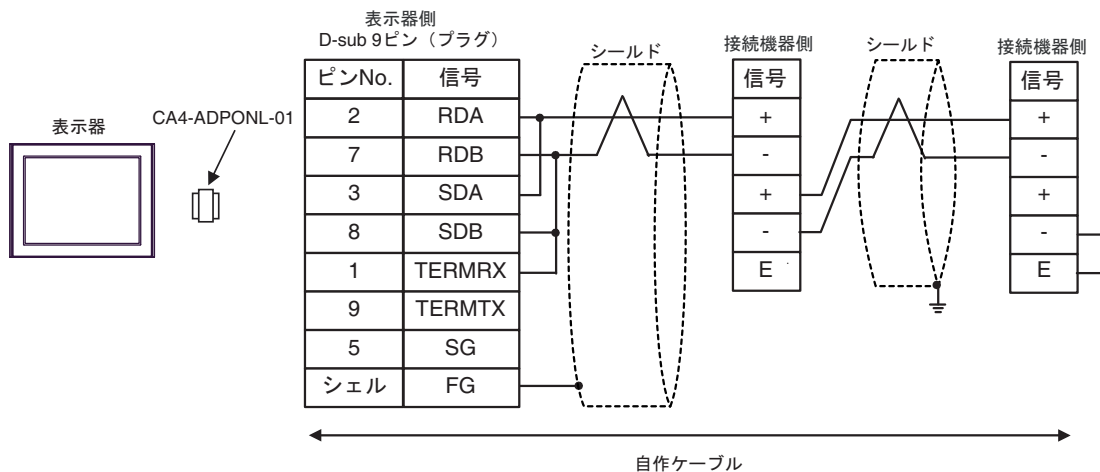 表示器
CA4-ADPONL-01
表示器側
D-sub 9ピン（プラグ）
ピンNo. 信号
2 RDA
7 RDB
3 SDA
8 SDB
1 TERMRX
9 TERMTX
5 SG
シェル FG
シールド
接続機器側
信号
+
-
+
-
E
シールド
接続機器側
信号
+
-
+
-
E
自作ケーブル